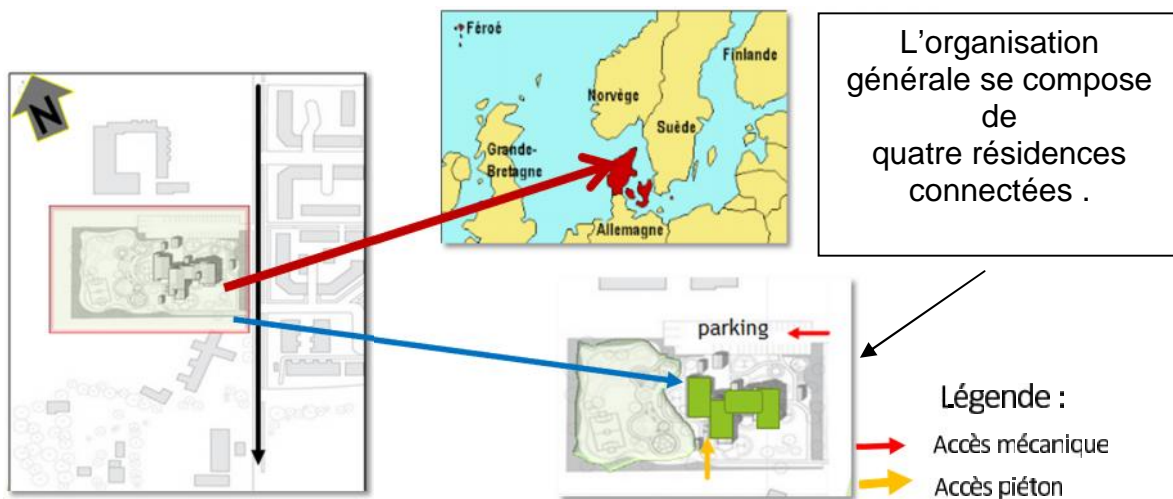 N
Féroé
Finlande
Norvège
Suède
Grande-
Bretagne
Allemagne
L'organisation
générale se compose
de
quatre résidences
connectées .
parking
Légende :
Accès mécanique
Accès piéton